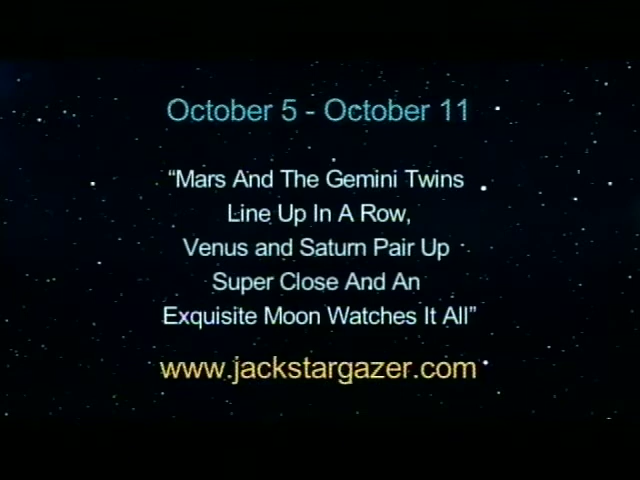 October 5 - October 11
“Mars And The Gemini Twins
Line Up In A Row,
Venus and Saturn Pair Up
Super Close And An
Exquisite Moon Watches It All”
www.jackstargazer.com